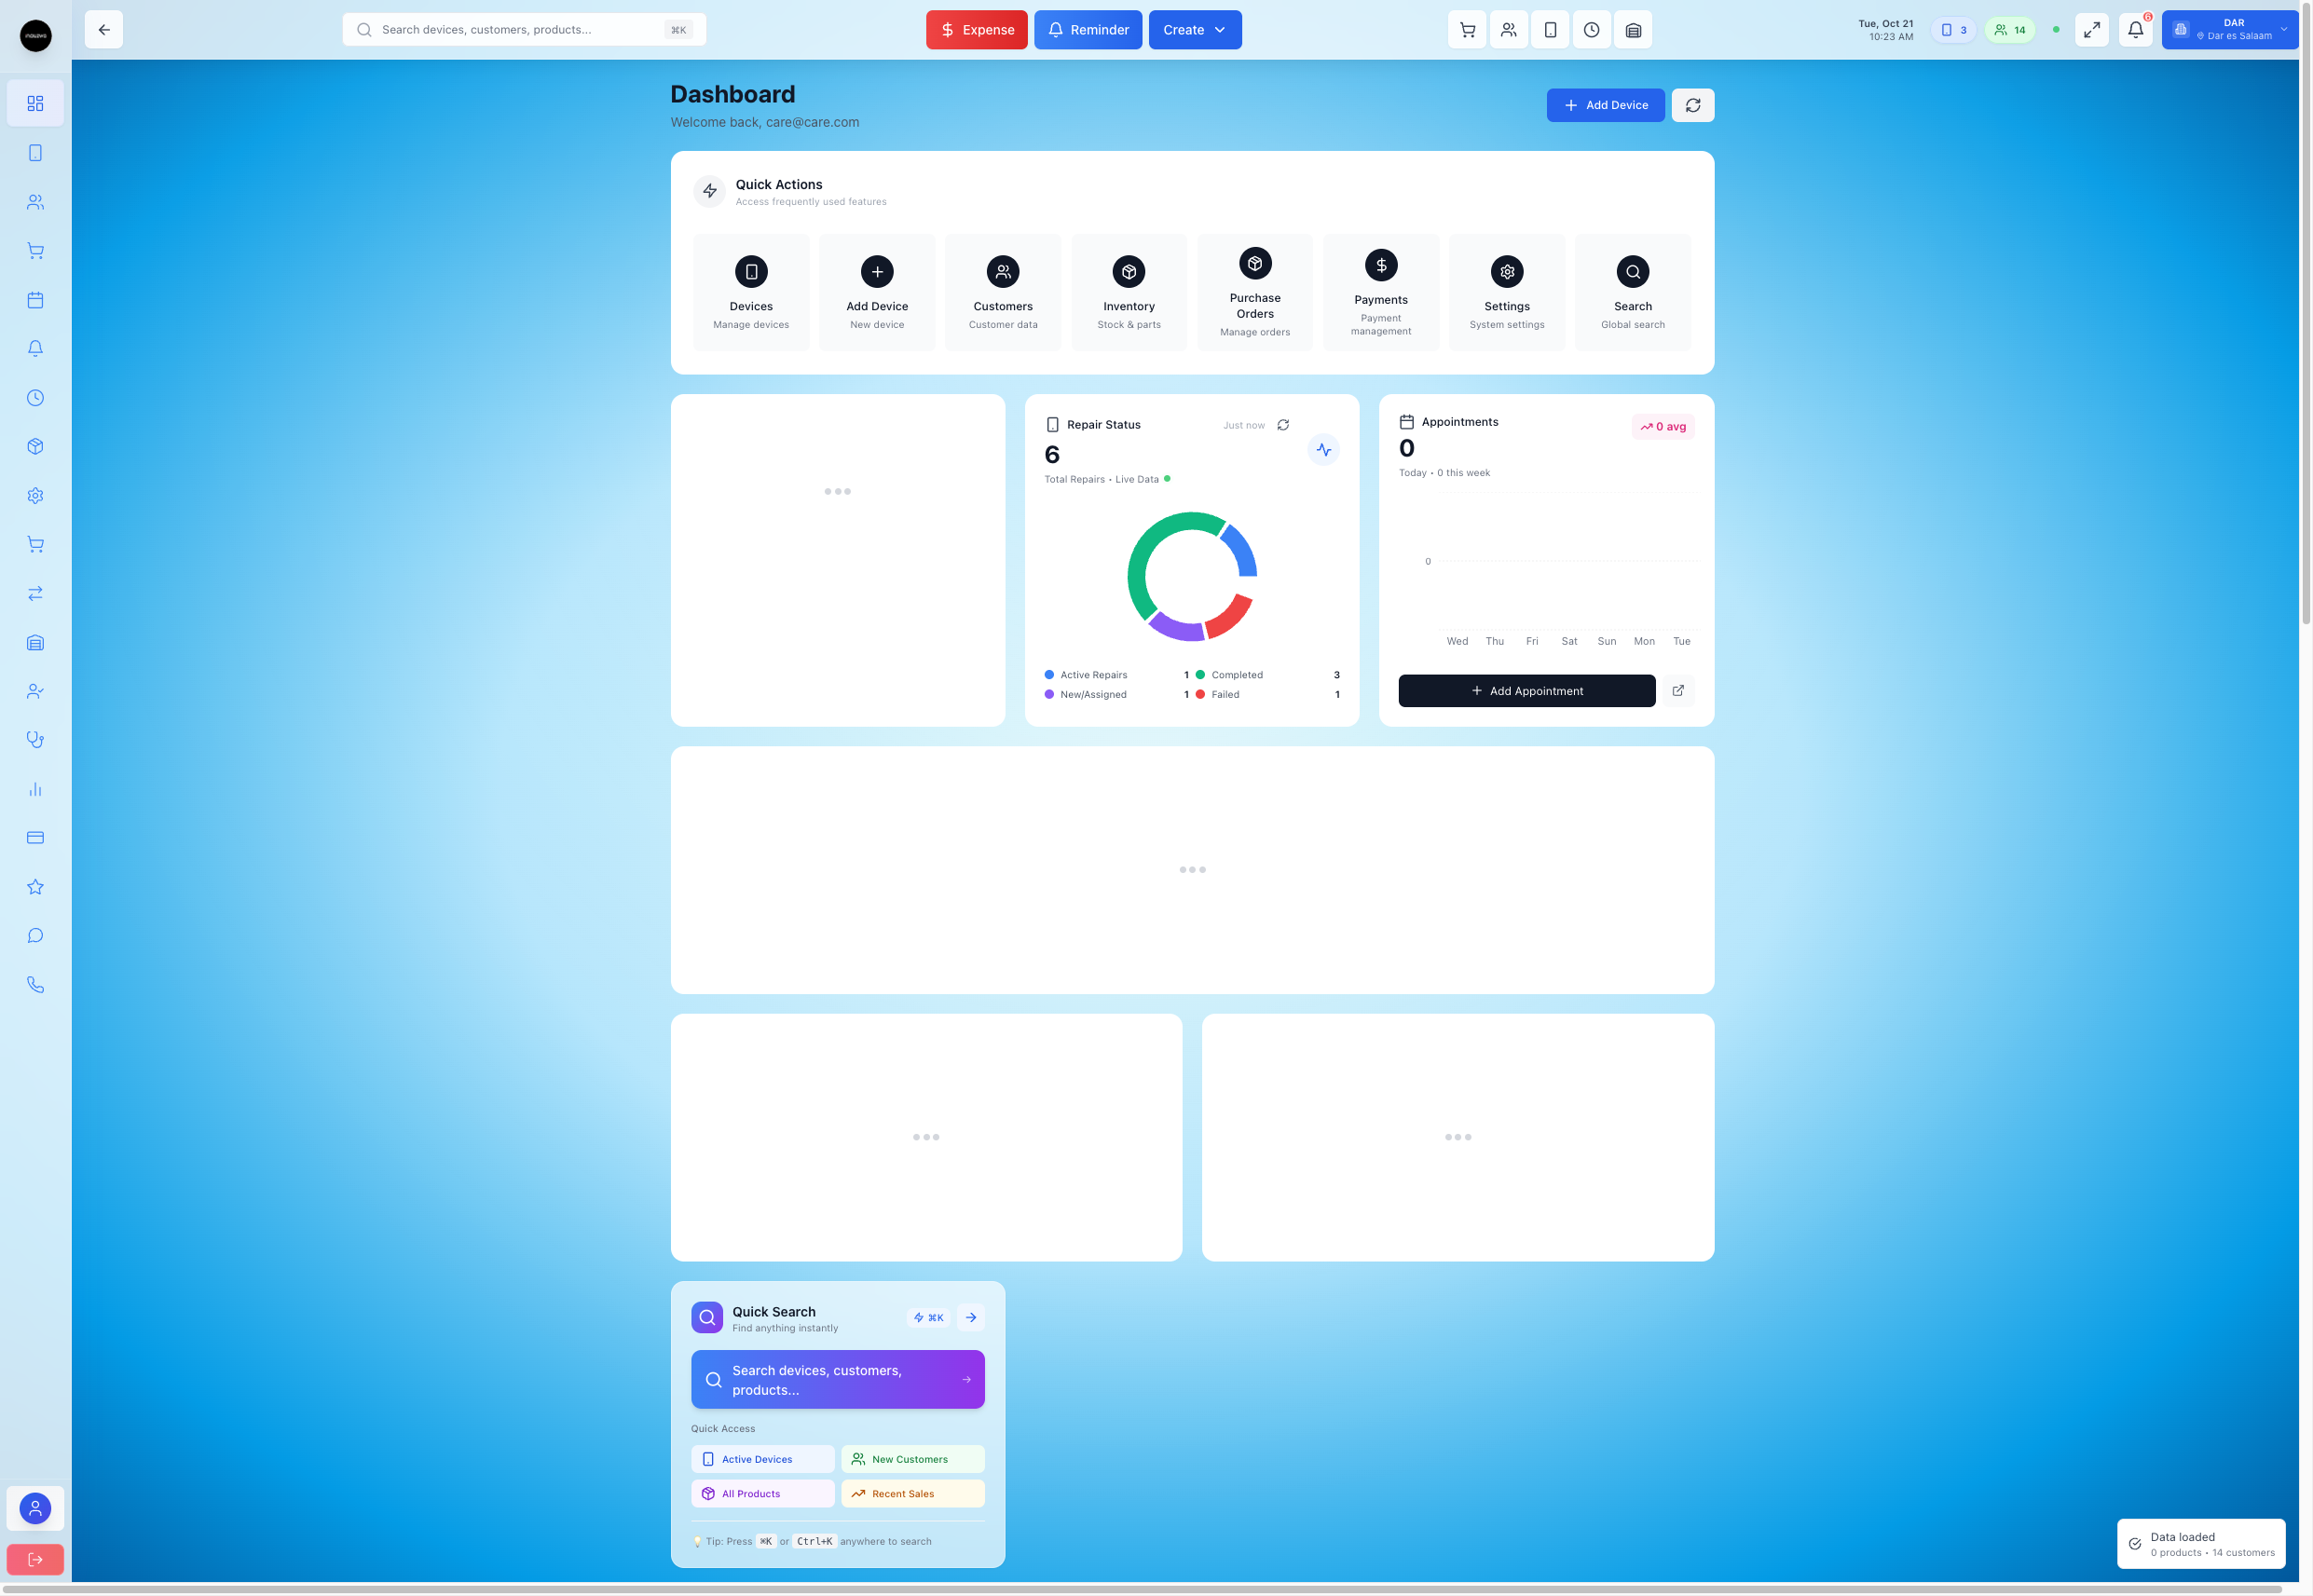 Search devices, customers, products...
⌘K
Expense
Reminder
Create
Tue, Oct 21
10:23 AM
3
14
6
DAR
Dar es Salaam
Dashboard
Welcome back, care@care.com
Add Device
Quick Actions
Access frequently used features
Devices
Manage devices
Add Device
New device
Customers
Customer data
Inventory
Stock & parts
Purchase
Orders
Manage orders
Payments
Payment
management
Settings
System settings
Search
Global search
Repair Status
Just now
6
Total Repairs • Live Data
Active Repairs 1
Completed 3
New/Assigned 1
Failed 1
Appointments
0 avg
0
Today • 0 this week
0
Wed Thu Fri Sat Sun Mon Tue
Add Appointment
Quick Search
Find anything instantly
⌘K
Search devices, customers,
products...
Quick Access
Active Devices
New Customers
All Products
Recent Sales
💡 Tip: Press ⌘K or Ctrl+K anywhere to search
Data loaded
0 products • 14 customers